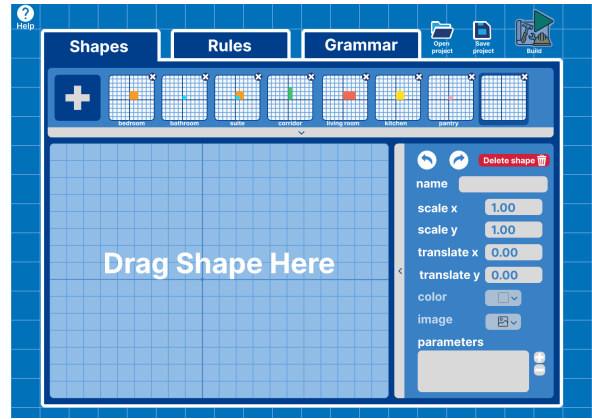 ?
Help
Shapes
Rules
Grammar
Open
project
Save
project
Build
bedroom
bathroom
suite
corridor
living room
kitchen
pantry
Drag Shape Here
Delete shape
name
scale x 1.00
scale y 1.00
translate x 0.00
translate y 0.00
color
image
parameters